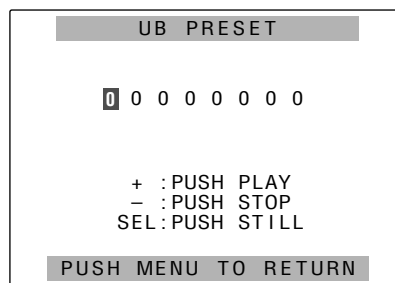 UB PRESET
0 0 0 0 0 0 0 0
+ :PUSH PLAY
– :PUSH STOP
SEL:PUSH STILL
PUSH MENU TO RETURN